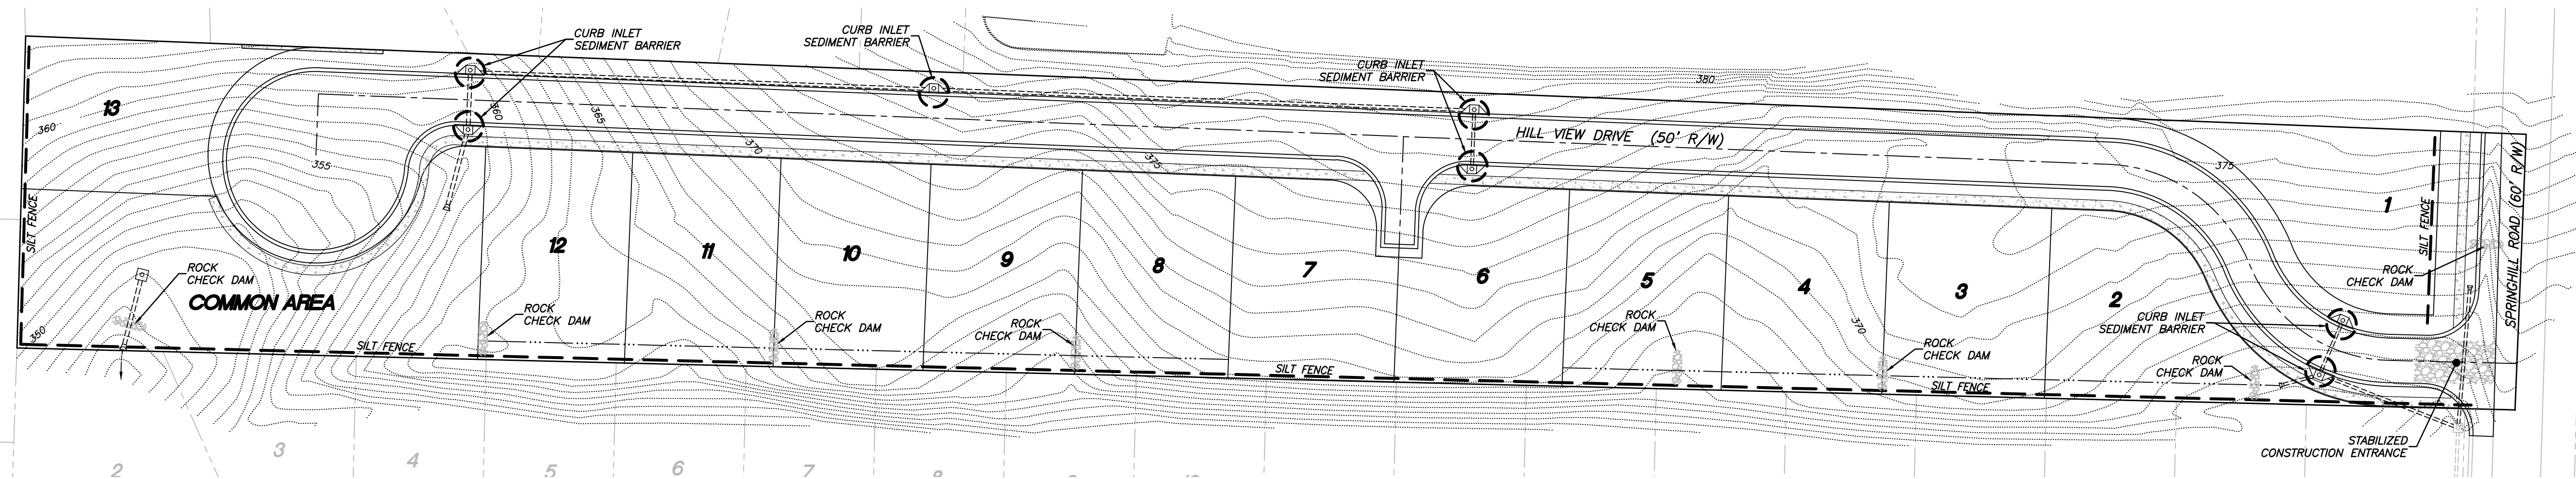 CURB INLET
SEDIMENT BARRIER
CURB INLET
SEDIMENT BARRIER
CURB INLET
SEDIMENT BARRIER
380
13
360
360
365
370
375
HILL VIEW DRIVE (50' R/W)
375
355
1
SILT FENCE
SILT FENCE
SPRINGHILL ROAD (60' R/W)
12
11
10
9
8
7
6
5
4
3
2
ROCK
CHECK DAM
COMMON AREA
ROCK
CHECK DAM
ROCK
CHECK DAM
ROCK
CHECK DAM
ROCK
CHECK DAM
370
ROCK
CHECK DAM
CURB INLET
SEDIMENT BARRIER
ROCK
CHECK DAM
ROCK
CHECK DAM
350
SILT FENCE
SILT FENCE
SILT FENCE
STABILIZED
CONSTRUCTION ENTRANCE
2
3
4
5
6
7